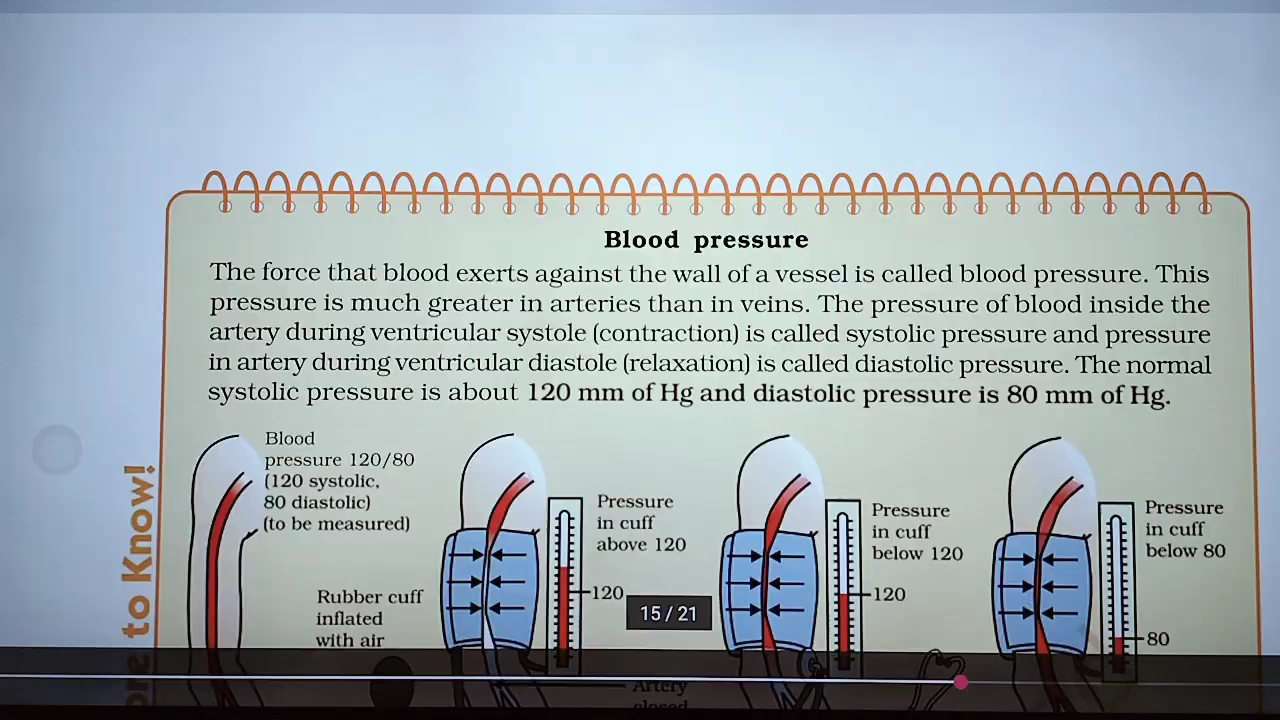 Blood pressure
The force that blood exerts against the wall of a vessel is called blood pressure. This
pressure is much greater in arteries than in veins. The pressure of blood inside the
artery during ventricular systole (contraction) is called systolic pressure and pressure
in artery during ventricular diastole (relaxation) is called diastolic pressure. The normal
systolic pressure is about 120 mm of Hg and diastolic pressure is 80 mm of Hg.
Blood
pressure 120/80
(120 systolic,
80 diastolic)
(to be measured)
Rubber cuff
inflated
with air
Pressure
in cuff
above 120
120
Pressure
in cuff
below 120
120
Pressure
in cuff
below 80
80
15 / 21
Artery
closed
to Know!